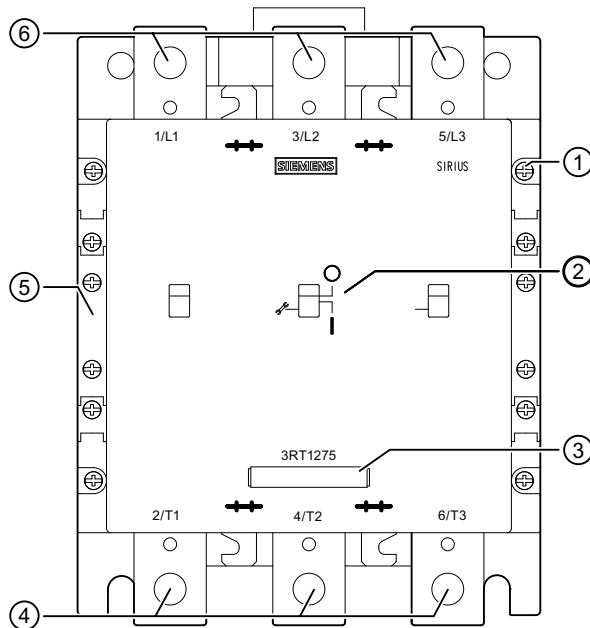 6
1/L1 3/L2 5/L3
SIEMENS SIRIUS
1
2
5
O
I
3RT1275
3
2/T1 4/T2 6/T3
4